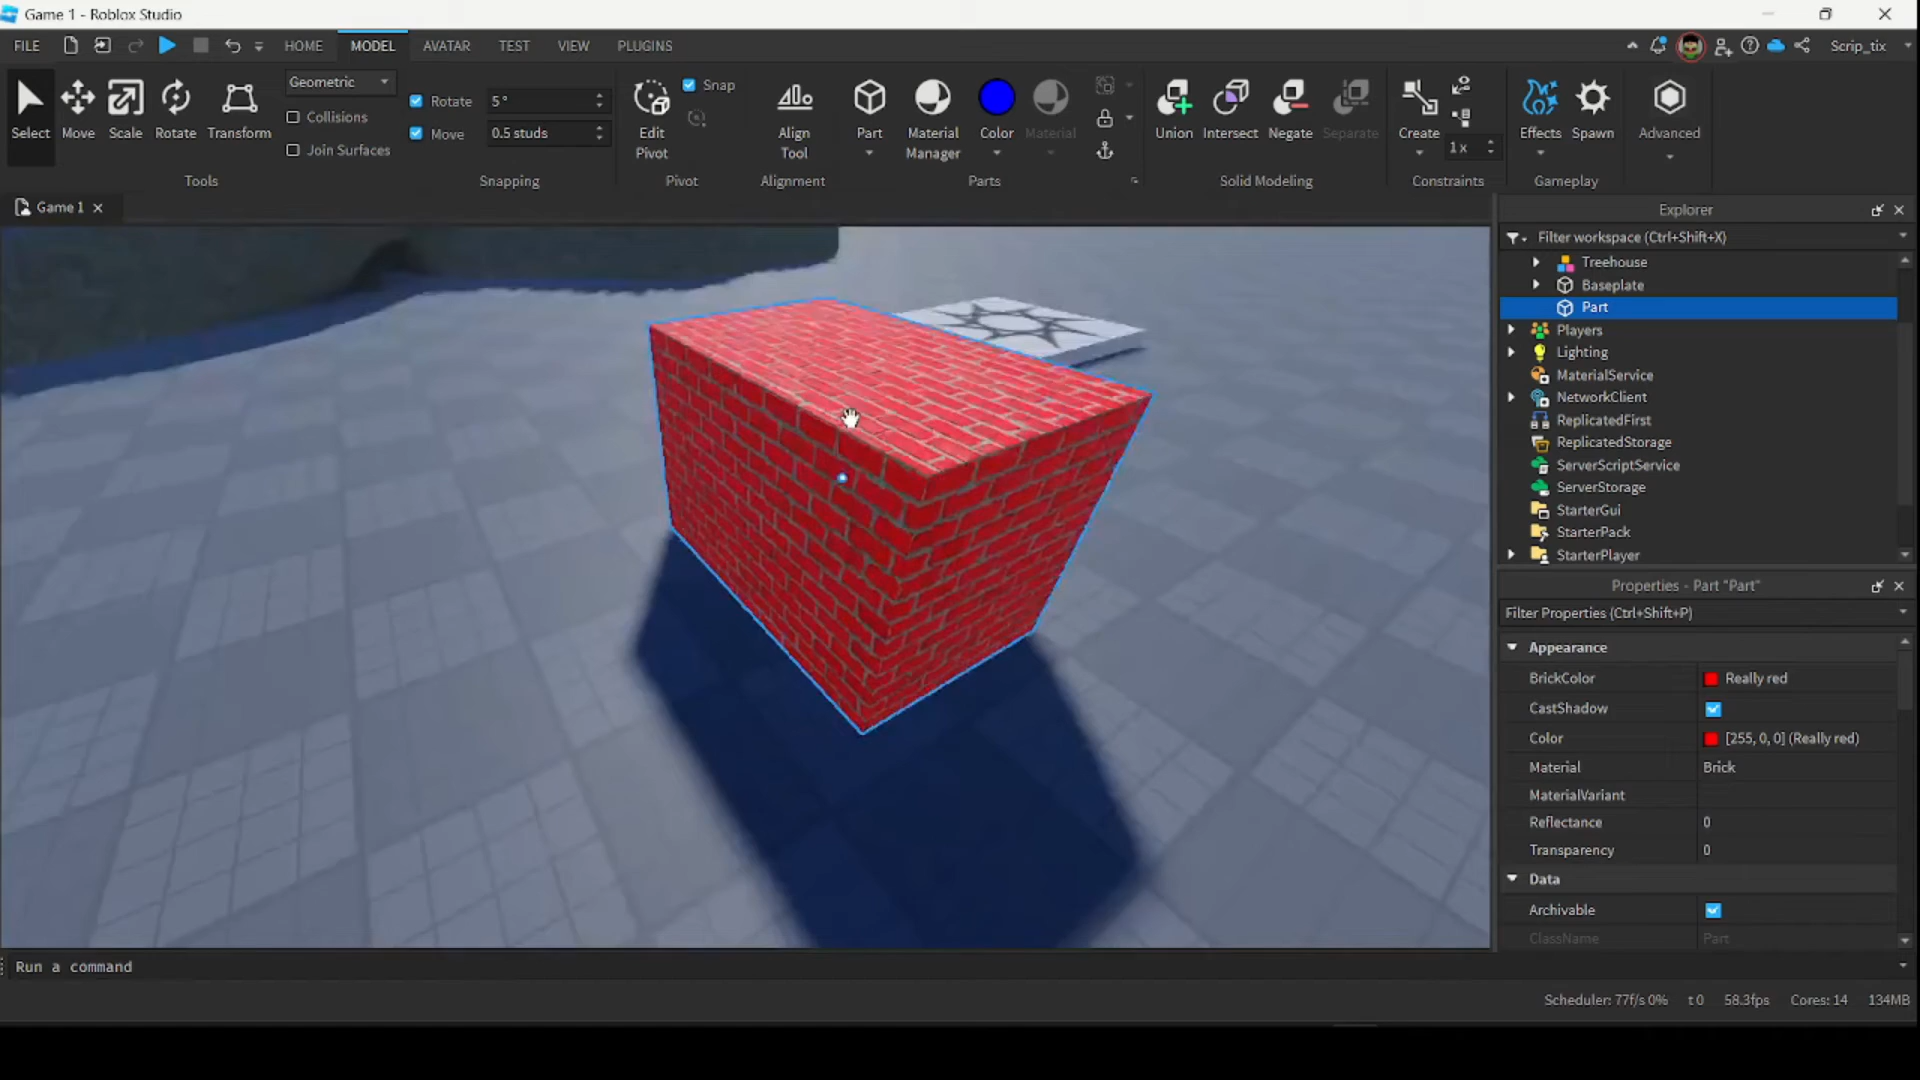 Game 1 - Roblox Studio
FILE HOME MODEL AVATAR TEST VIEW PLUGINS Scrip_tix
Select Move Scale Rotate Transform
Geometric
Collisions
Join Surfaces
Tools
Rotate 5 °
Move 0.5 studs
Snapping
Edit Pivot
Snap
Pivot
Align Tool
Alignment
Part
Material Manager
Color
Material
Parts
Union Intersect Negate Separate
Solid Modeling
Create
1 x
Constraints
Effects Spawn
Gameplay
Advanced
Game 1
Explorer
Filter workspace (Ctrl+Shift+X)
Treehouse
Baseplate
Part
Players
Lighting
MaterialService
NetworkClient
ReplicatedFirst
ReplicatedStorage
ServerScriptService
ServerStorage
StarterGui
StarterPack
StarterPlayer
Properties - Part "Part"
Filter Properties (Ctrl+Shift+P)
Appearance
BrickColor Really red
CastShadow
Color [255, 0, 0] (Really red)
Material Brick
MaterialVariant
Reflectance 0
Transparency 0
Data
Archivable
ClassName Part
Run a command
Scheduler: 77f/s 0% t 0 58.3fps Cores: 14 134MB